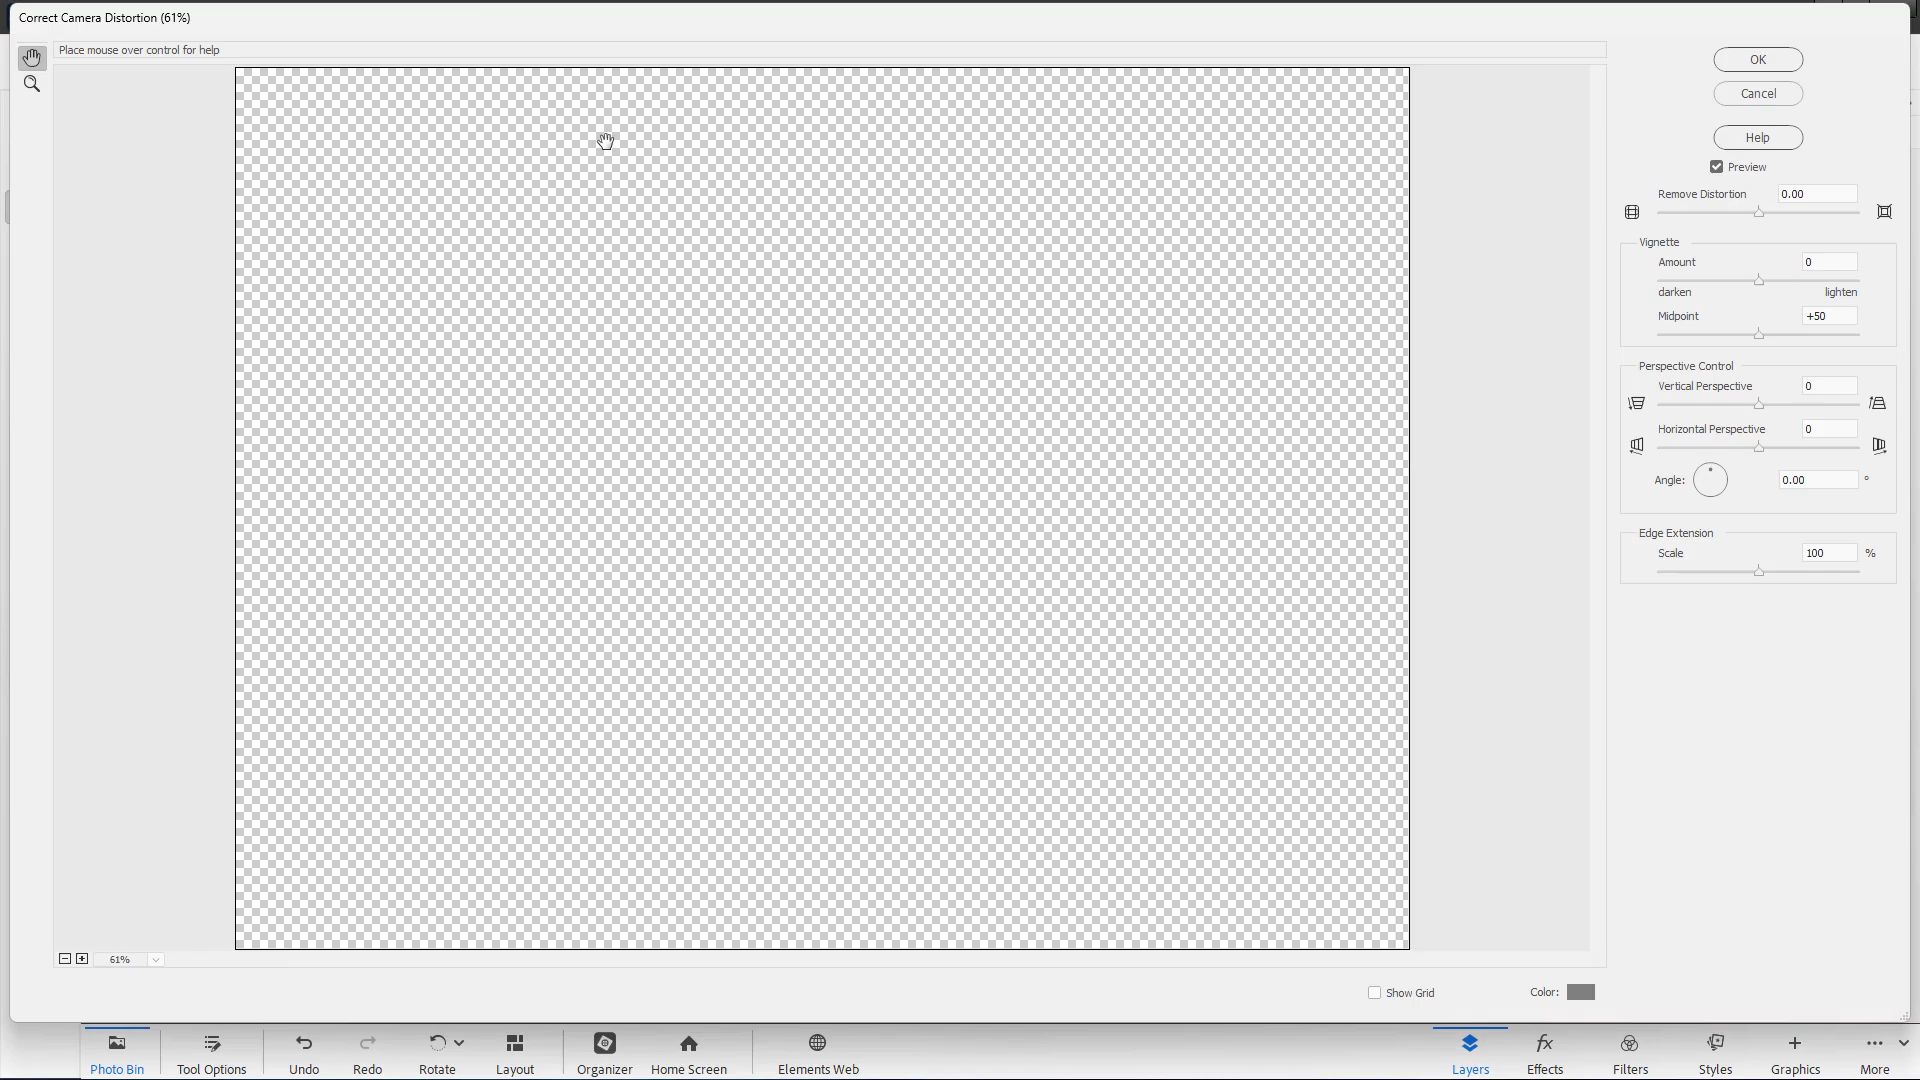 Correct Camera Distortion (61%)
Place mouse over control for help
OK
Cancel
Help
Preview
Remove Distortion 0.00
Vignette
Amount 0
darken lighten
Midpoint +50
Perspective Control
Vertical Perspective 0
Horizontal Perspective 0
Angle: 0.00 °
Edge Extension
Scale 100 %
61%
Show Grid Color:
Photo Bin Tool Options Undo Redo Rotate Layout Organizer Home Screen Elements Web Layers fx Effects Filters Styles Graphics More